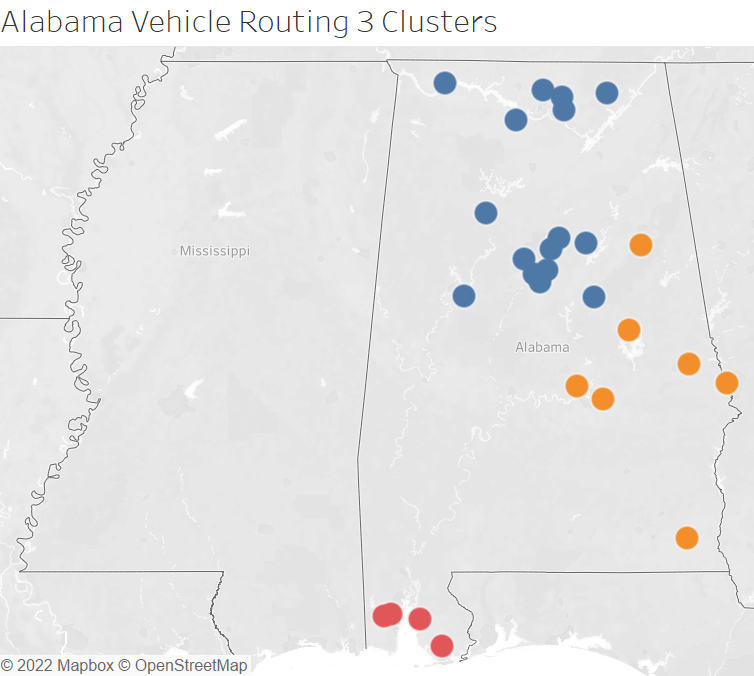 Alabama Vehicle Routing 3 Clusters
Mississippi
Alabama
© 2022 Mapbox © OpenStreetMap